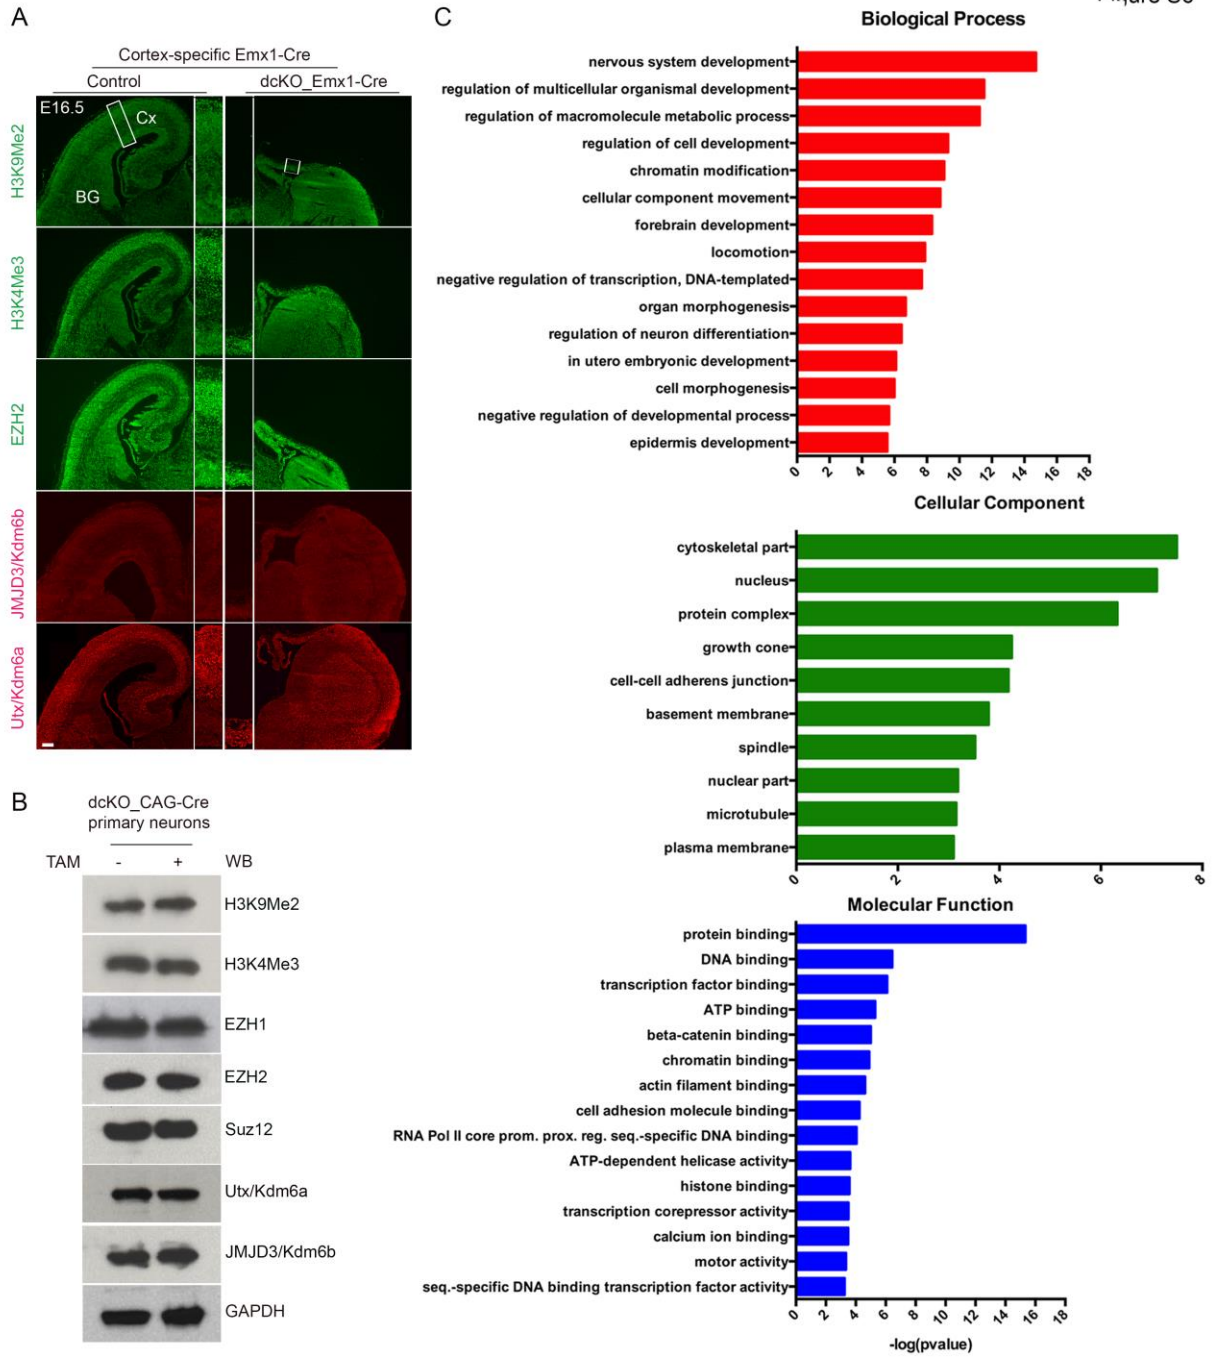 A
Cortex-specific Emx1-Cre
Control
dcKO_Emx1-Cre
E16.5
Cx
BG
H3K9Me2
H3K4Me3
EZH2
JMJD3/Kdm6b
Utx/Kdm6a
B
dcKO_CAG-Cre
primary neurons
TAM - + WB
H3K9Me2
H3K4Me3
EZH1
EZH2
Suz12
Utx/Kdm6a
JMJD3/Kdm6b
GAPDH
C
Biological Process
nervous system development
regulation of multicellular organismal development
regulation of macromolecule metabolic process
regulation of cell development
chromatin modification
cellular component movement
forebrain development
locomotion
negative regulation of transcription, DNA-templated
organ morphogenesis
regulation of neuron differentiation
in utero embryonic development
cell morphogenesis
negative regulation of developmental process
epidermis development
0 2 4 6 8 10 12 14 16 18
Cellular Component
cytoskeletal part
nucleus
protein complex
growth cone
cell-cell adherens junction
basement membrane
spindle
nuclear part
microtubule
plasma membrane
0 2 4 6 8
Molecular Function
protein binding
DNA binding
transcription factor binding
ATP binding
beta-catenin binding
chromatin binding
actin filament binding
cell adhesion molecule binding
RNA Pol II core prom. prox. reg. seq.-specific DNA binding
ATP-dependent helicase activity
histone binding
transcription corepressor activity
calcium ion binding
motor activity
seq.-specific DNA binding transcription factor activity
0 2 4 6 8 10 12 14 16 18
-log(pvalue)